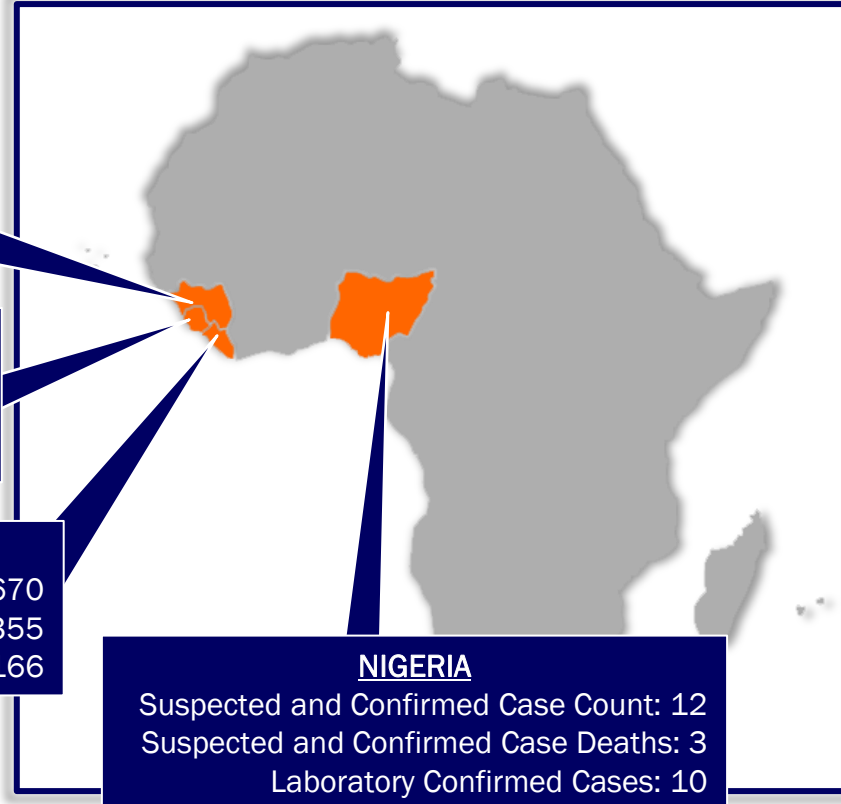 670
355
166
NIGERIA
Suspected and Confirmed Case Count: 12
Suspected and Confirmed Case Deaths: 3
Laboratory Confirmed Cases: 10